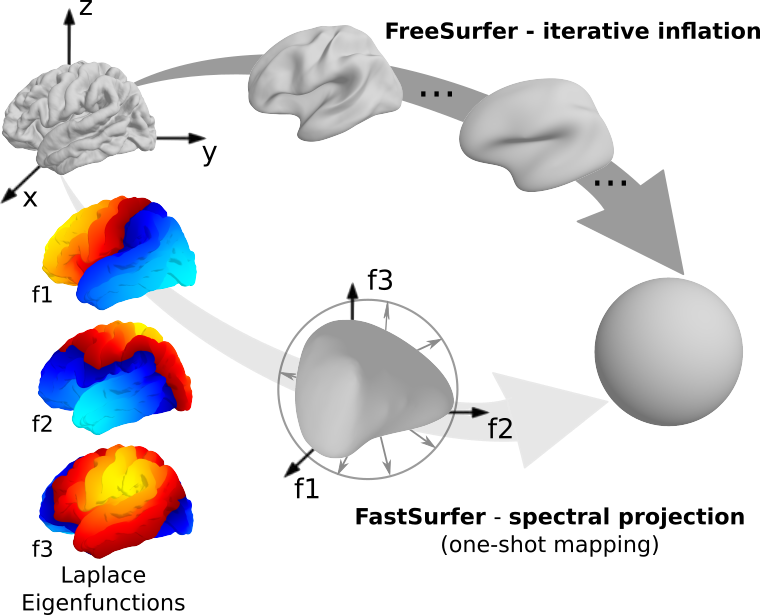 z
FreeSurfer - iterative inflation
...
y
x
...
f1
f3
f2
f2
f1
FastSurfer - spectral projection
(one-shot mapping)
f3
Laplace
Eigenfunctions